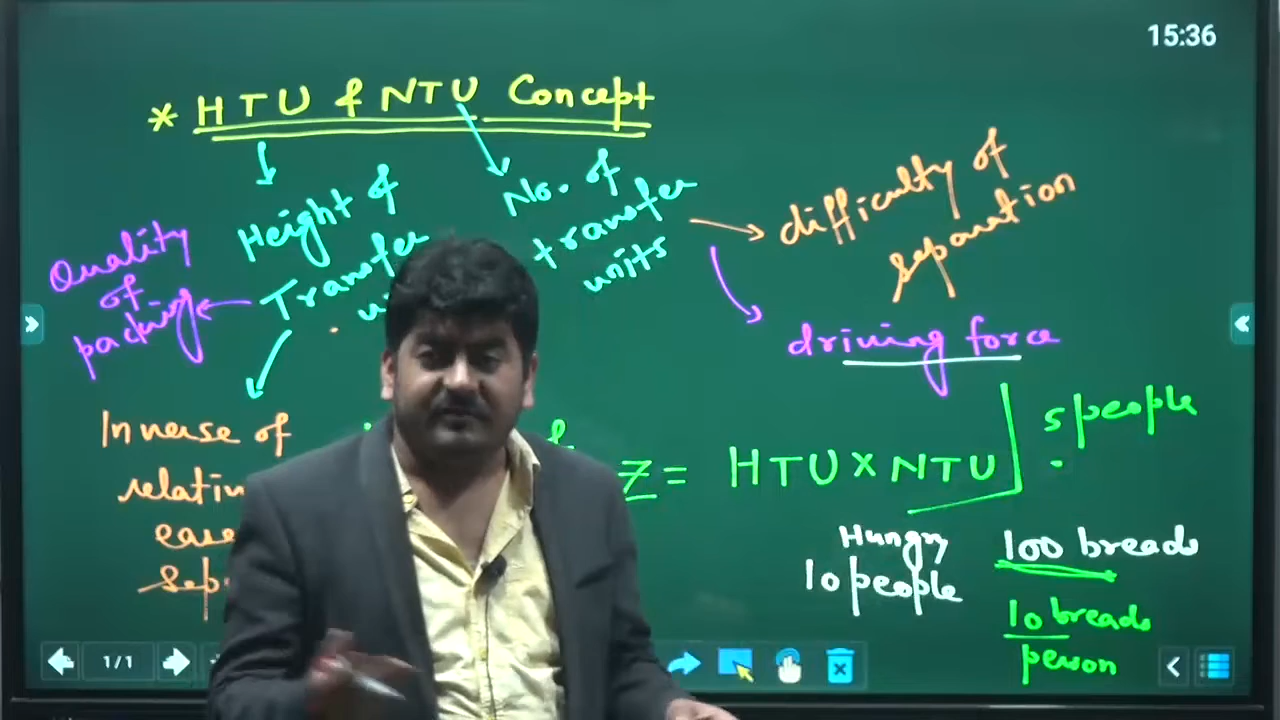 15:36
* HTU & NTU Concept
Height of
Transfer
No. of
transfer
units
difficulty of
separation
driving force
Quality
of
packing
Inverse of
ease
Z = HTU × NTU
5 people
Hungry
10 people
100 breads
10 breads
person
1/1